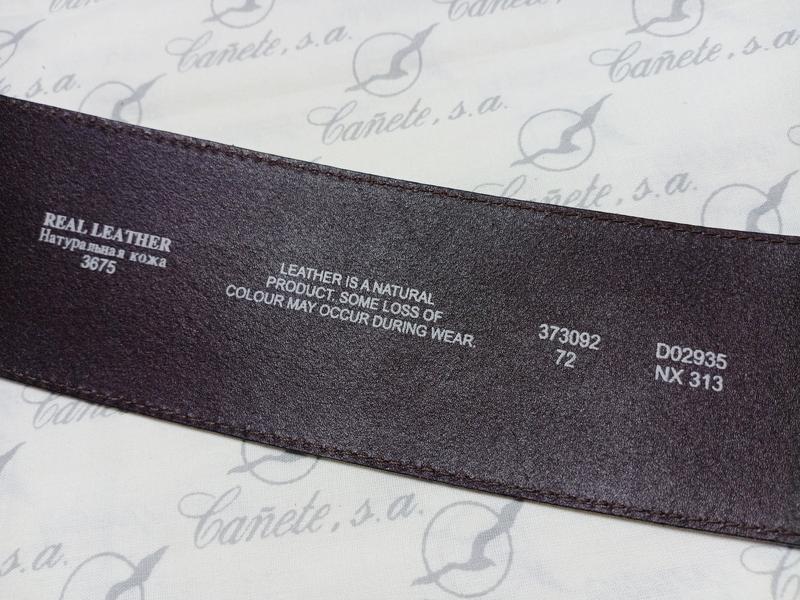 Cañete, s.a.
Cañete, s.a.
Cañete, s.a.
REAL LEATHER
Натуральная кожа
3675
LEATHER IS A NATURAL
PRODUCT. SOME LOSS OF
COLOUR MAY OCCUR DURING WEAR.
373092
72
D02935
NX 313
Cañete, s.a.